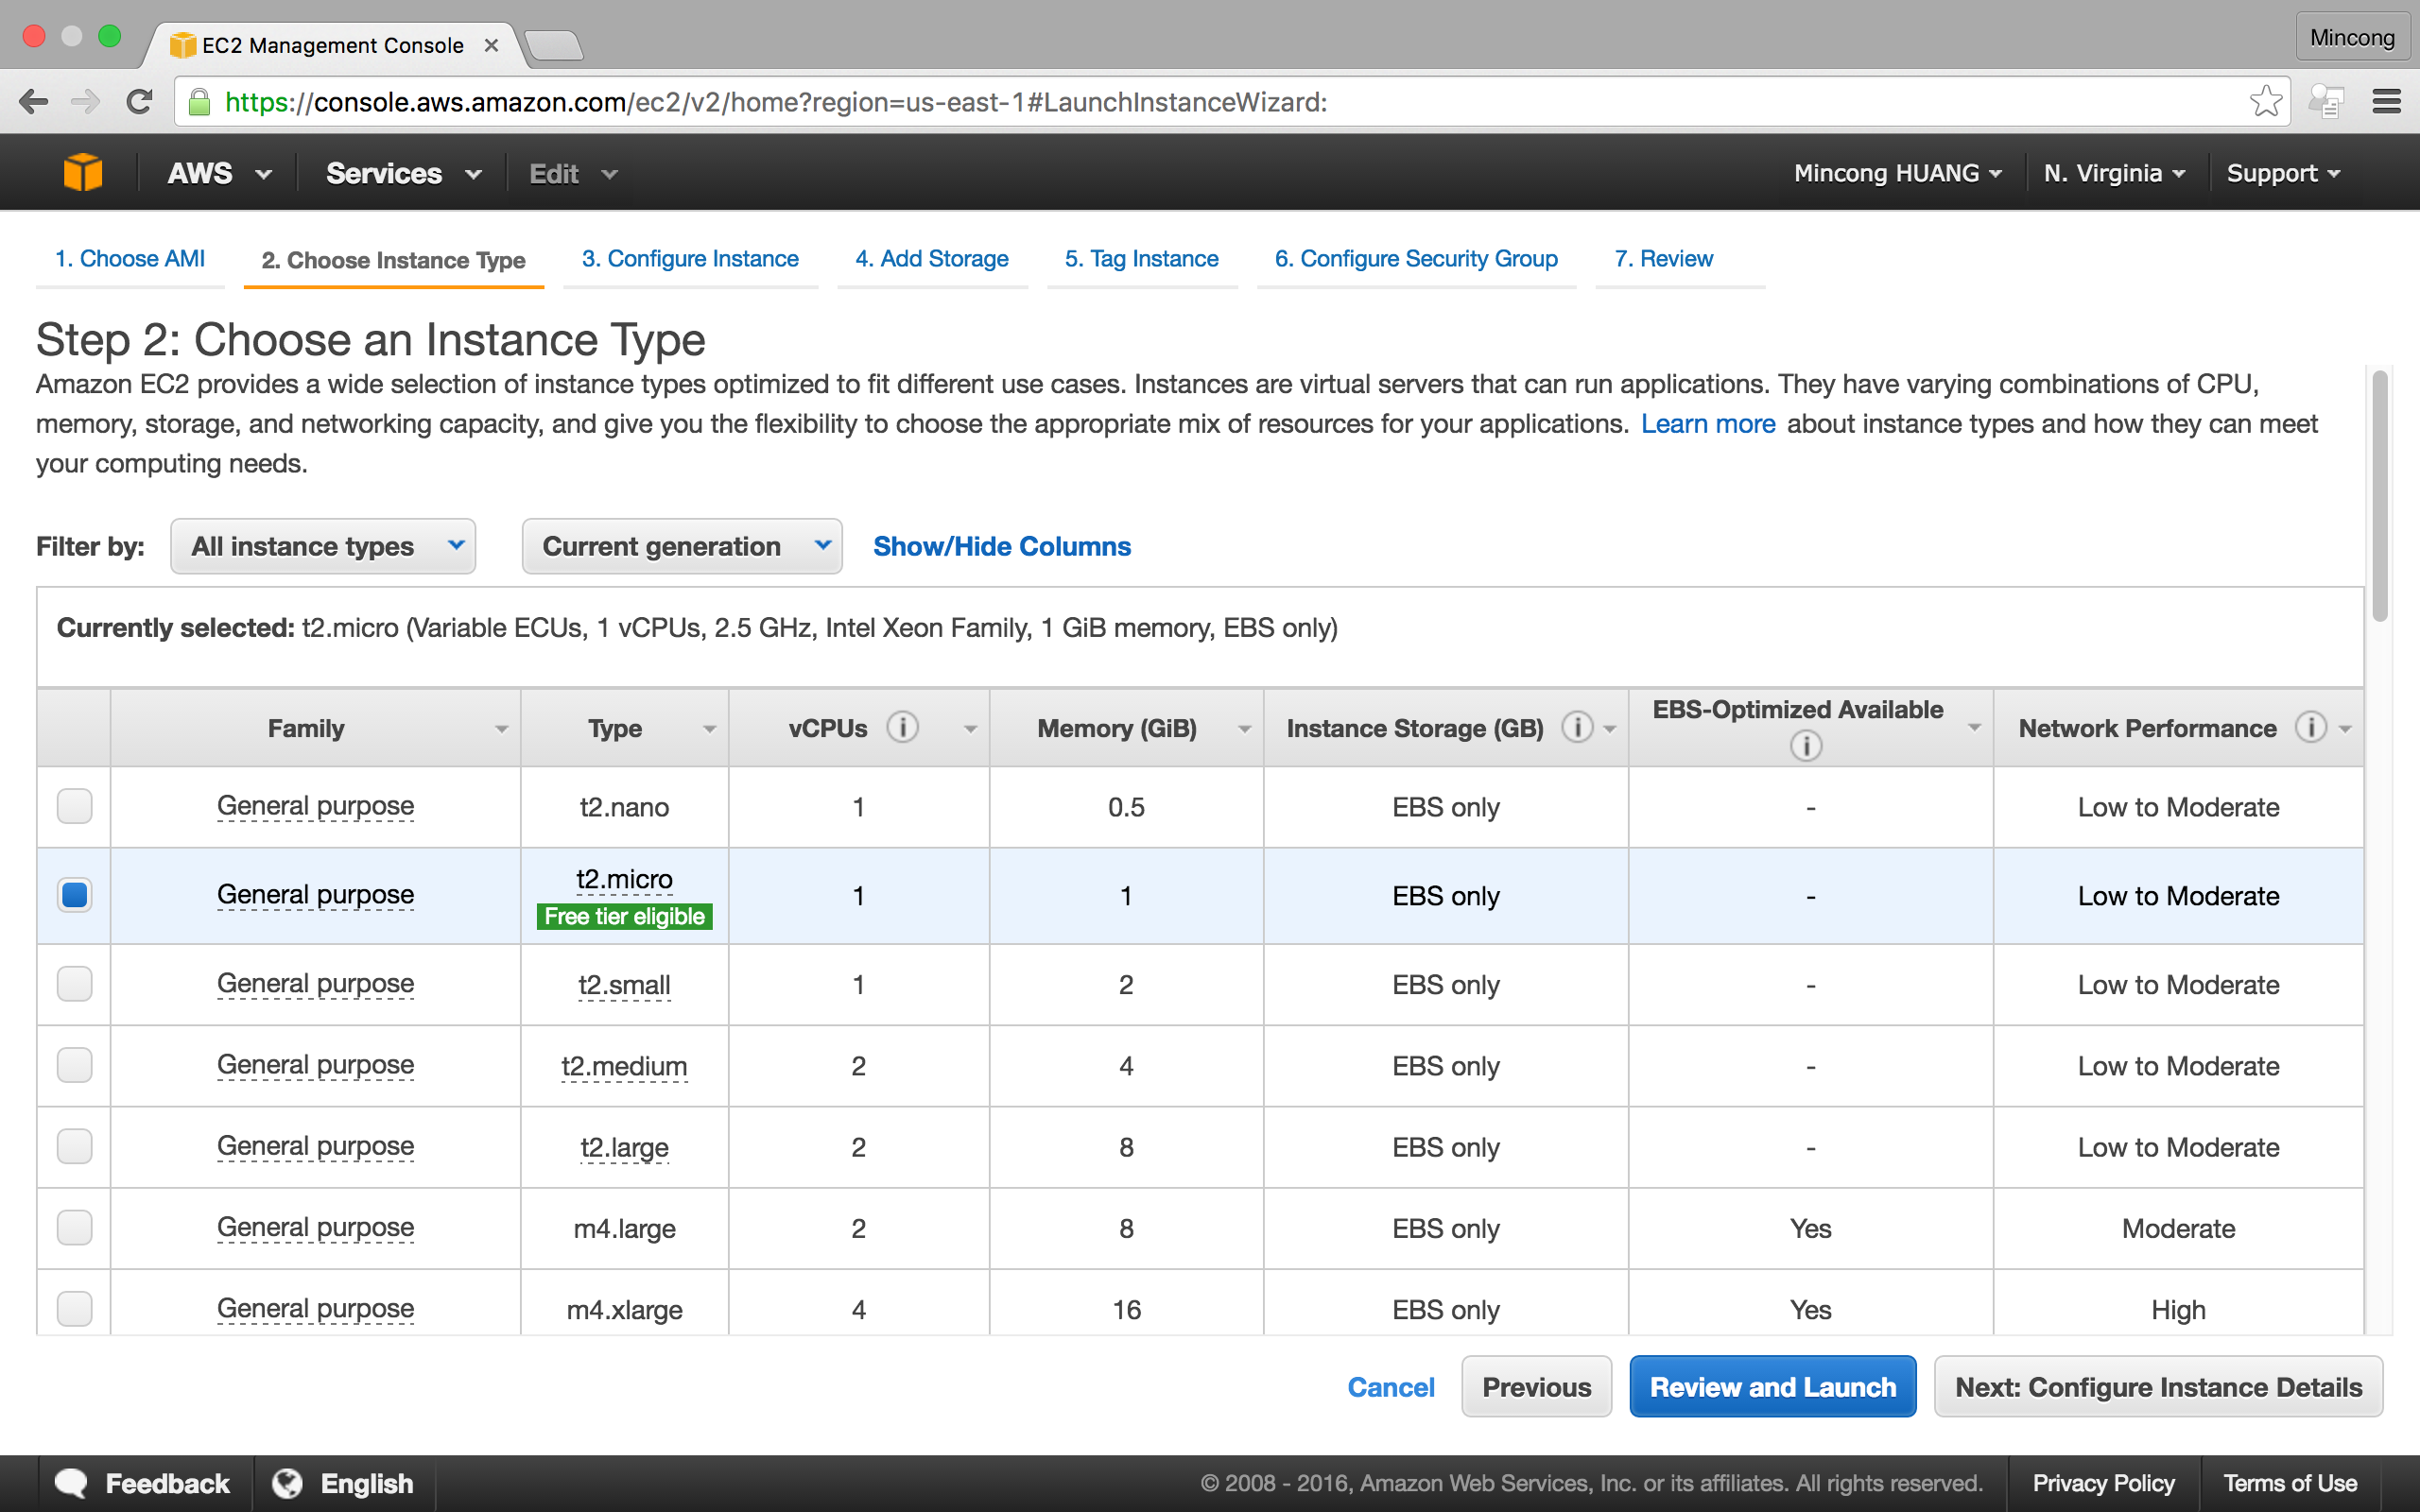 EC2 Management Console
Mincong
https://console.aws.amazon.com/ec2/v2/home?region=us-east-1#LaunchInstanceWizard:
AWS Services Edit Mincong HUANG N. Virginia Support
1. Choose AMI 2. Choose Instance Type 3. Configure Instance 4. Add Storage 5. Tag Instance 6. Configure Security Group 7. Review
Step 2: Choose an Instance Type
Amazon EC2 provides a wide selection of instance types optimized to fit different use cases. Instances are virtual servers that can run applications. They have varying combinations of CPU,
memory, storage, and networking capacity, and give you the flexibility to choose the appropriate mix of resources for your applications. Learn more about instance types and how they can meet
your computing needs.
Filter by: All instance types Current generation Show/Hide Columns
Currently selected: t2.micro (Variable ECUs, 1 vCPUs, 2.5 GHz, Intel Xeon Family, 1 GiB memory, EBS only)
Family Type vCPUs Memory (GiB) Instance Storage (GB) EBS-Optimized Available Network Performance
General purpose t2.nano 1 0.5 EBS only - Low to Moderate
General purpose t2.micro 1 1 EBS only - Low to Moderate
Free tier eligible
General purpose t2.small 1 2 EBS only - Low to Moderate
General purpose t2.medium 2 4 EBS only - Low to Moderate
General purpose t2.large 2 8 EBS only - Low to Moderate
General purpose m4.large 2 8 EBS only Yes Moderate
General purpose m4.xlarge 4 16 EBS only Yes High
Cancel Previous Review and Launch Next: Configure Instance Details
Feedback English © 2008 - 2016, Amazon Web Services, Inc. or its affiliates. All rights reserved. Privacy Policy Terms of Use